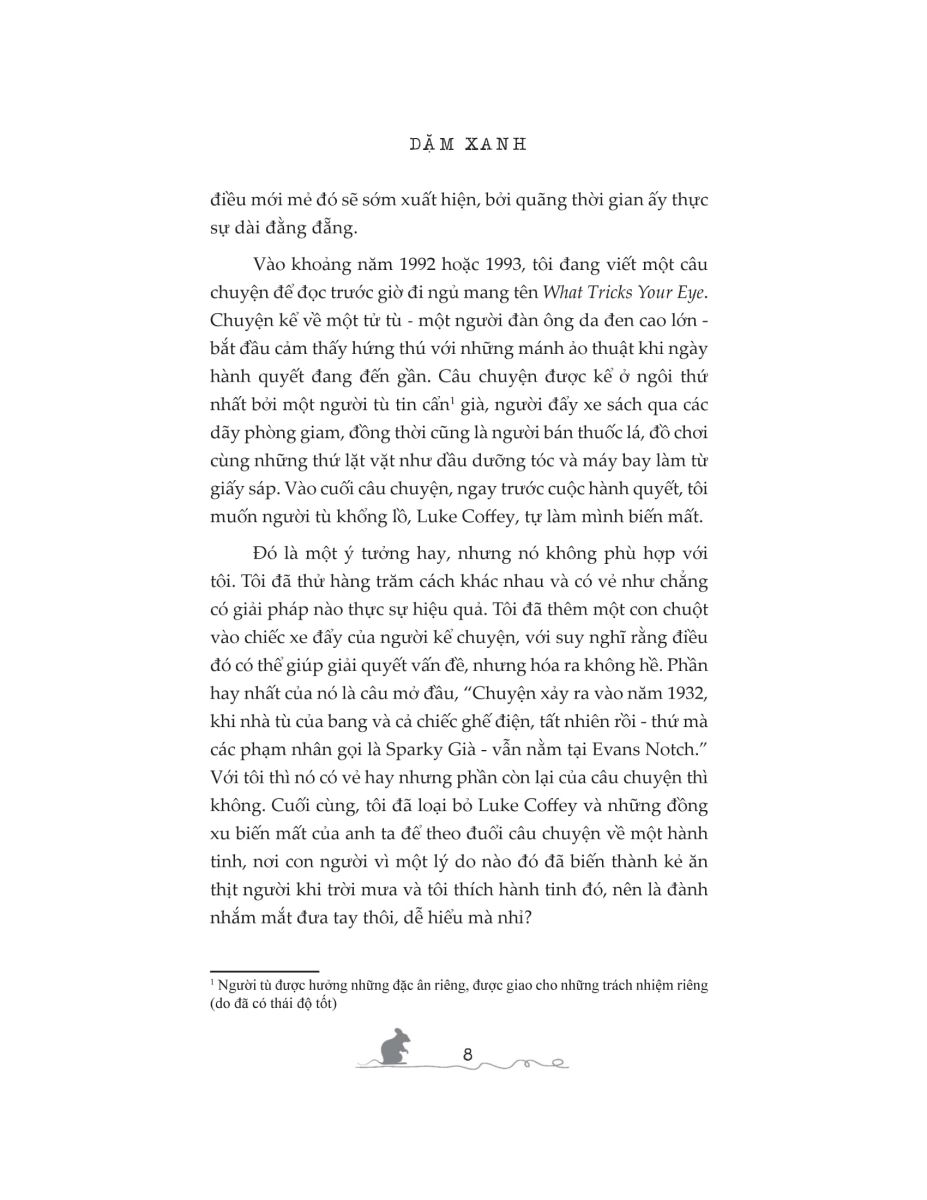 DẶM XANH
điều mới mẻ đó sẽ sớm xuất hiện, bởi quãng thời gian ấy thực
sự dài đằng đẵng.
Vào khoảng năm 1992 hoặc 1993, tôi đang viết một câu
chuyện để đọc trước giờ đi ngủ mang tên What Tricks Your Eye.
Chuyện kể về một tử tù - một người đàn ông da đen cao lớn -
bắt đầu cảm thấy hứng thú với những mánh ảo thuật khi ngày
hành quyết đang đến gần. Câu chuyện được kể ở ngôi thứ
nhất bởi một người tù tin cẩn¹ già, người đẩy xe sách qua các
dãy phòng giam, đồng thời cũng là người bán thuốc lá, đồ chơi
cùng những thứ lặt vặt như dầu dưỡng tóc và máy bay làm từ
giấy sáp. Vào cuối câu chuyện, ngay trước cuộc hành quyết, tôi
muốn người tù khổng lồ, Luke Coffey, tự làm mình biến mất.
Đó là một ý tưởng hay, nhưng nó không phù hợp với
tôi. Tôi đã thử hàng trăm cách khác nhau và có vẻ như chẳng
có giải pháp nào thực sự hiệu quả. Tôi đã thêm một con chuột
vào chiếc xe đẩy của người kể chuyện, với suy nghĩ rằng điều
đó có thể giúp giải quyết vấn đề, nhưng hóa ra không hề. Phần
hay nhất của nó là câu mở đầu, “Chuyện xảy ra vào năm 1932,
khi nhà tù của bang và cả chiếc ghế điện, tất nhiên rồi - thứ mà
các phạm nhân gọi là Sparky Già - vẫn nằm tại Evans Notch.”
Với tôi thì nó có vẻ hay nhưng phần còn lại của câu chuyện thì
không. Cuối cùng, tôi đã loại bỏ Luke Coffey và những đồng
xu biến mất của anh ta để theo đuổi câu chuyện về một hành
tinh, nơi con người vì một lý do nào đó đã biến thành kẻ ăn
thịt người khi trời mưa và tôi thích hành tinh đó, nên là đành
nhắm mắt đưa tay thôi, dễ hiểu mà nhỉ?
¹ Người tù được hưởng những đặc ân riêng, được giao cho những trách nhiệm riêng
(do đã có thái độ tốt)
8